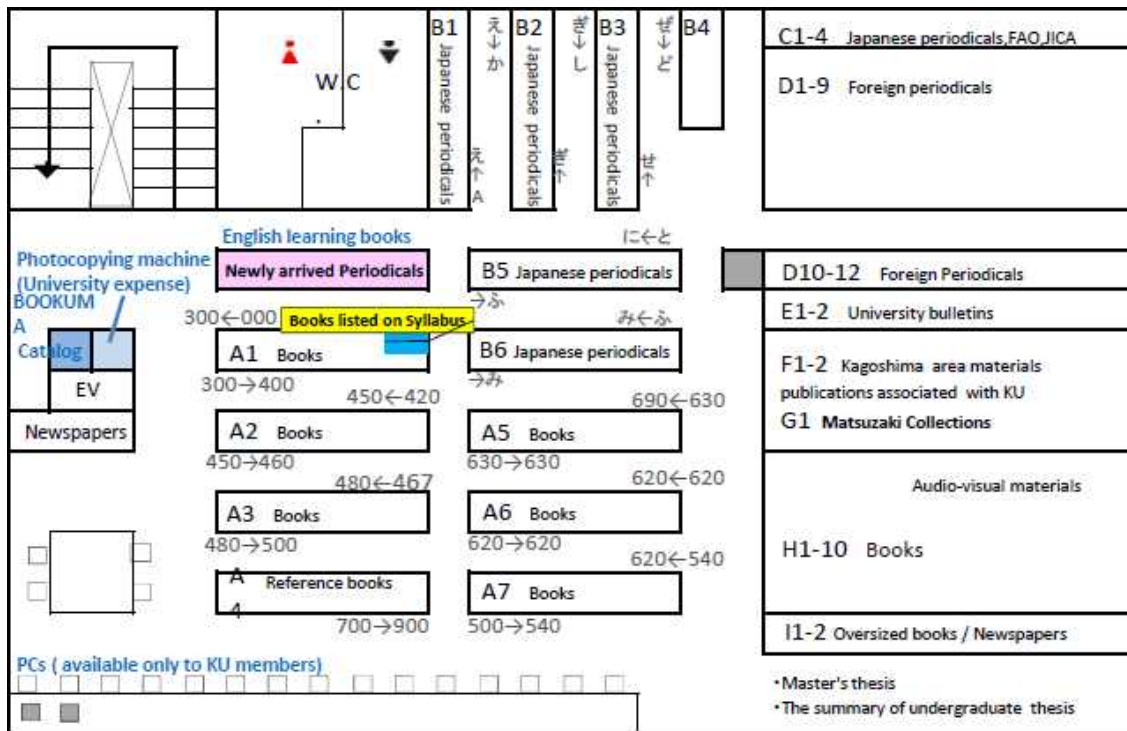 B1
え→か
B2
ぎ→し
B3
ぜ→ど
B4
Japanese periodicals
Japanese periodicals
Japanese periodicals
W.C
え← A
ぎ←
せ←
C1-4 Japanese periodicals,FAO,JICA
D1-9 Foreign periodicals
English learning books
Newly arrived Periodicals
に←と
B5 Japanese periodicals
→ふ
Photocopying machine
(University expense)
BOOKUM
A
Catalog
EV
Newspapers
300←000
Books listed on Syllabus
み←ふ
A1 Books
B6 Japanese periodicals
300→400
→み
450←420
690←630
A2 Books
A5 Books
450→460
630→630
480←467
620←620
A3 Books
A6 Books
480→500
620→620
620←540
A
4
Reference books
A7 Books
700→900
500→540
D10-12 Foreign Periodicals
E1-2 University bulletins
F1-2 Kagoshima area materials
publications associated with KU
G1 Matsuzaki Collections
Audio-visual materials
H1-10 Books
I1-2 Oversized books / Newspapers
PCs ( available only to KU members)
・Master's thesis
・The summary of undergraduate thesis